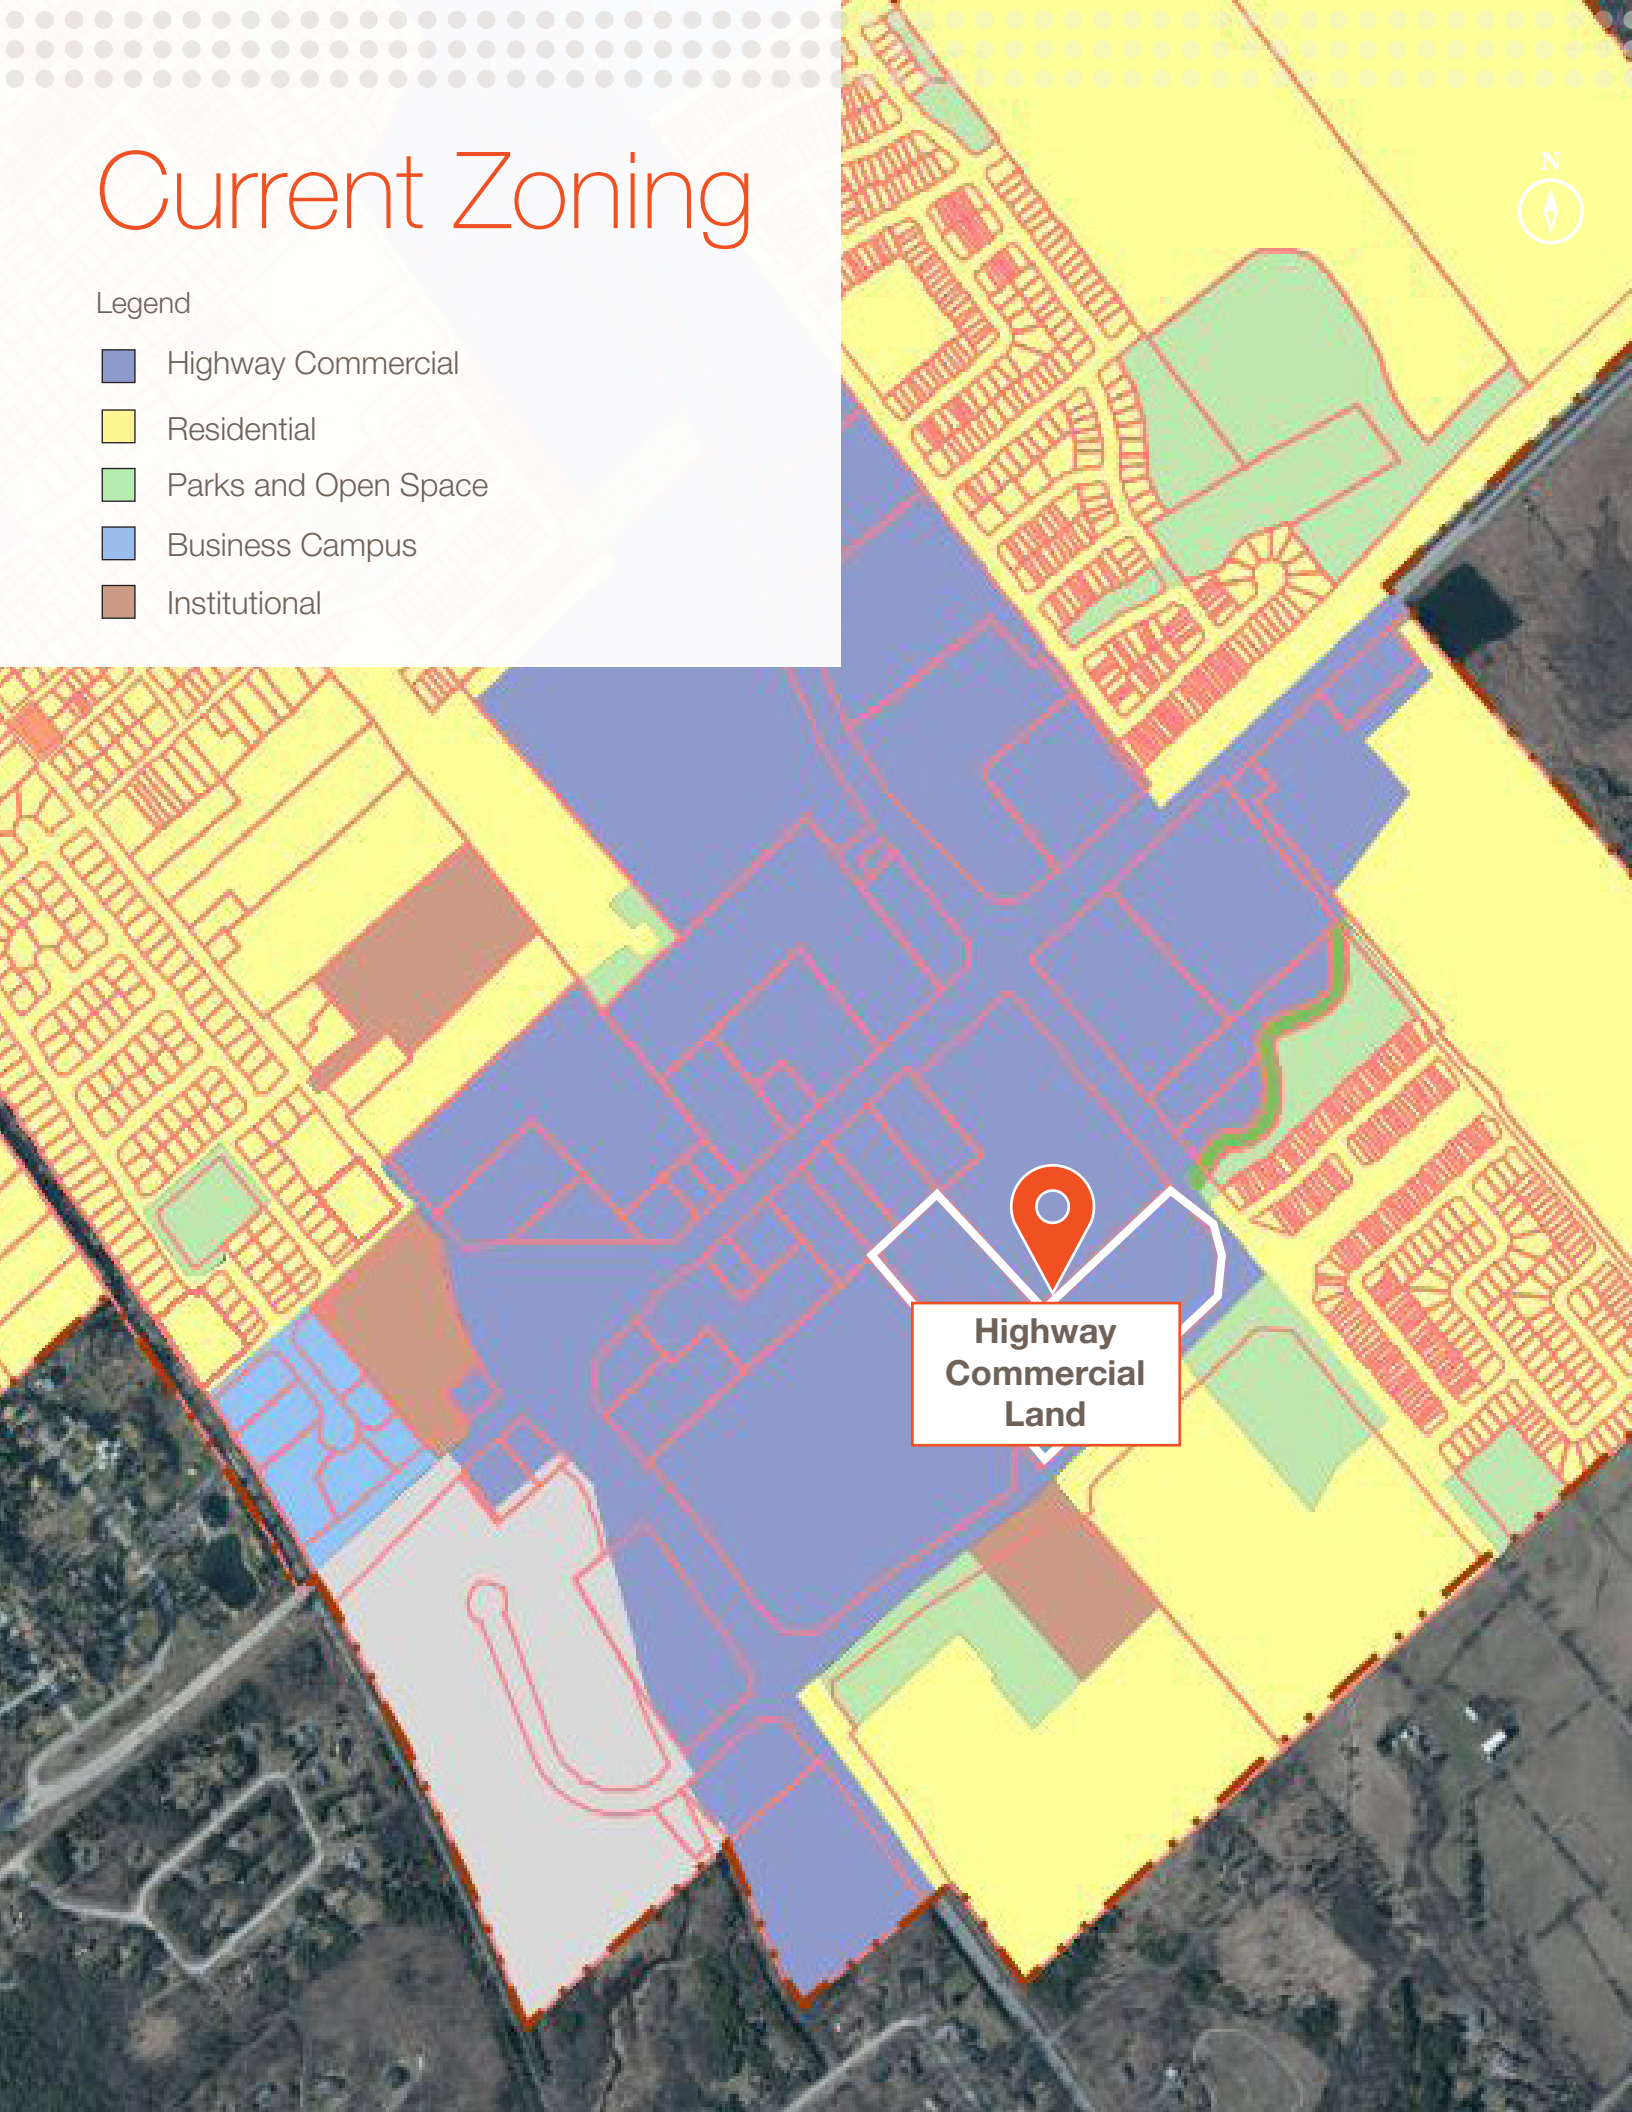 Current Zoning
N
Legend
Highway Commercial
Residential
Parks and Open Space
Business Campus
Institutional
Highway
Commercial
Land